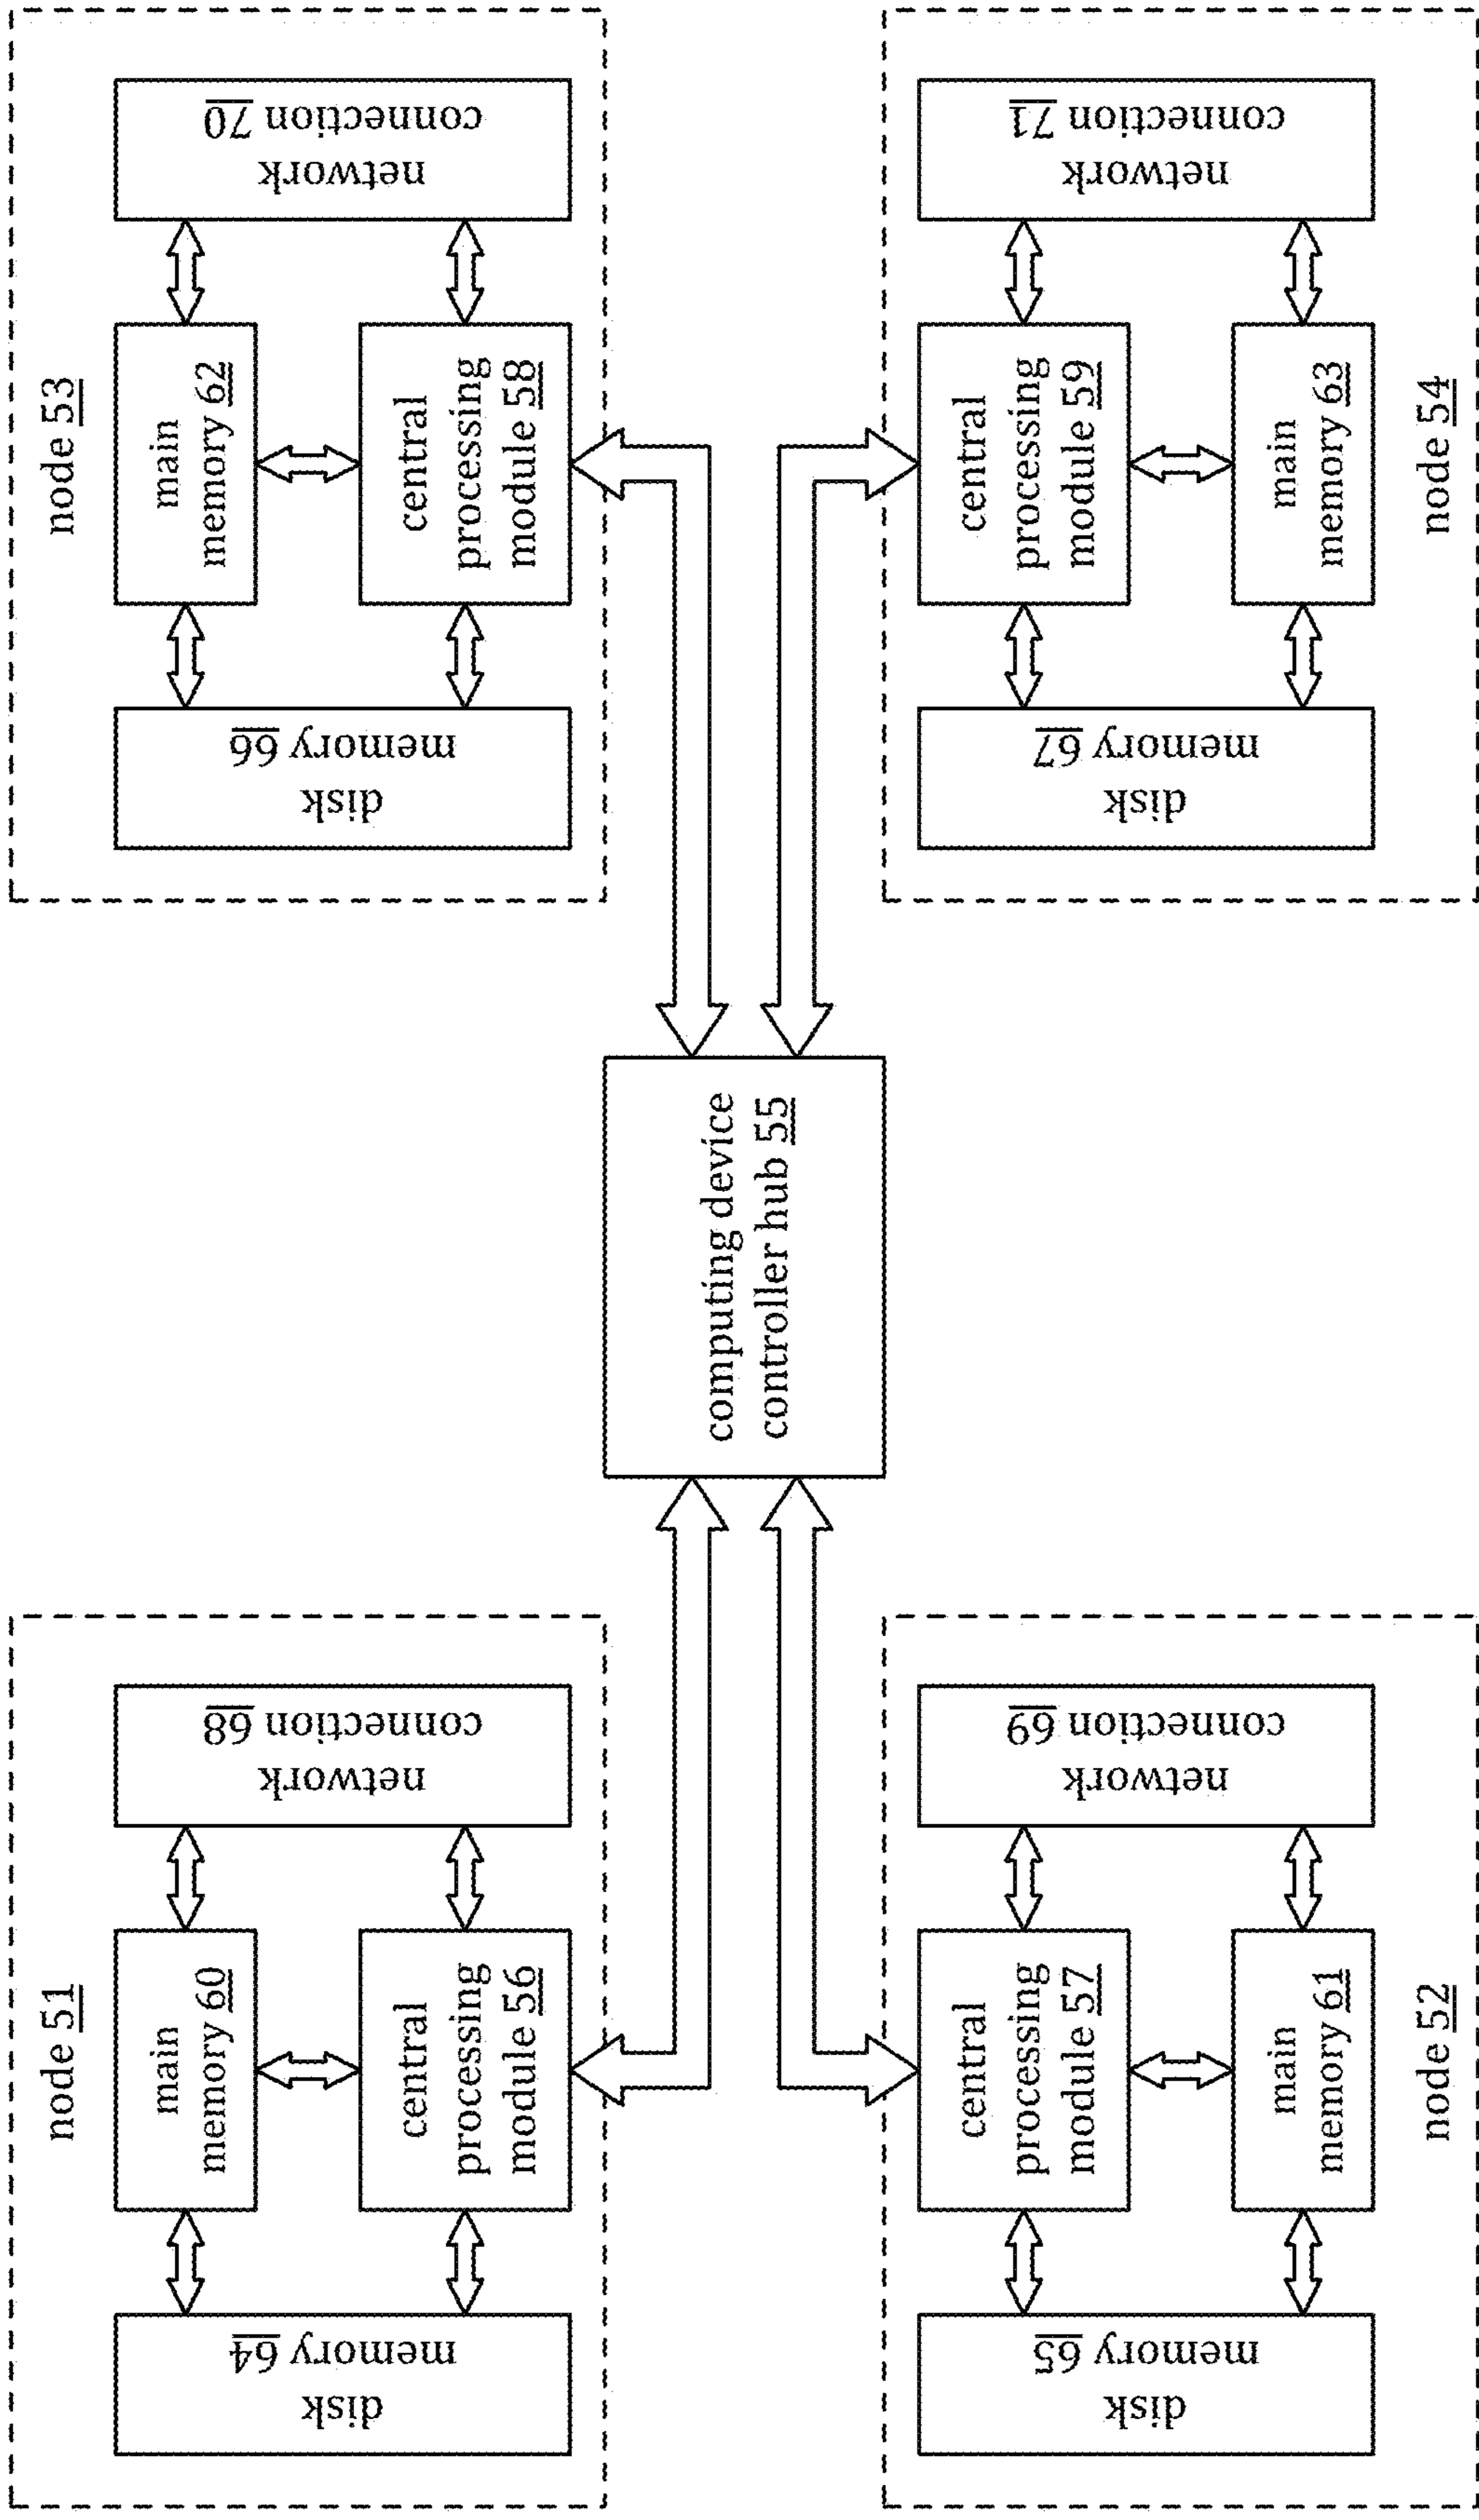 node 51
main
memory 60
central
processing
module 56
disk
memory 64
network
connection 68
node 53
main
memory 62
central
processing
module 58
disk
memory 66
network
connection 70
computing device
controller hub 55
disk
memory 65
central
processing
module 57
main
memory 61
network
connection 69
node 52
disk
memory 67
central
processing
module 59
main
memory 63
network
connection 71
node 54